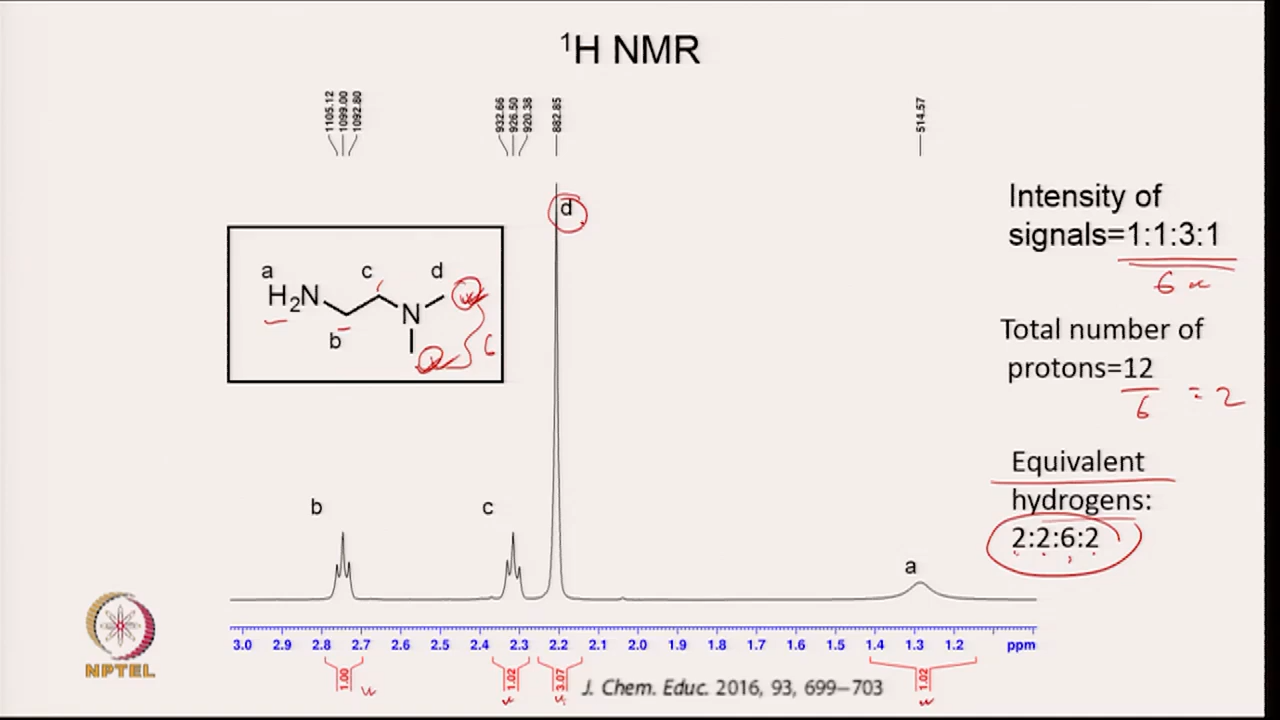 ¹H NMR
1105.12
1099.00
1092.80
932.66
926.50
920.38
882.85
514.57
d
Intensity of
signals=1:1:3:1
6
a
c
d
H₂N
N
b
6
Total number of
protons=12
6 = 2
Equivalent
hydrogens:
2:2:6:2
b
c
a
3.0 2.9 2.8 2.7 2.6 2.5 2.4 2.3 2.2 2.1 2.0 1.9 1.8 1.7 1.6 1.5 1.4 1.3 1.2 ppm
1.00
1.02
3.07
1.02
NPTEL
J. Chem. Educ. 2016, 93, 699−703